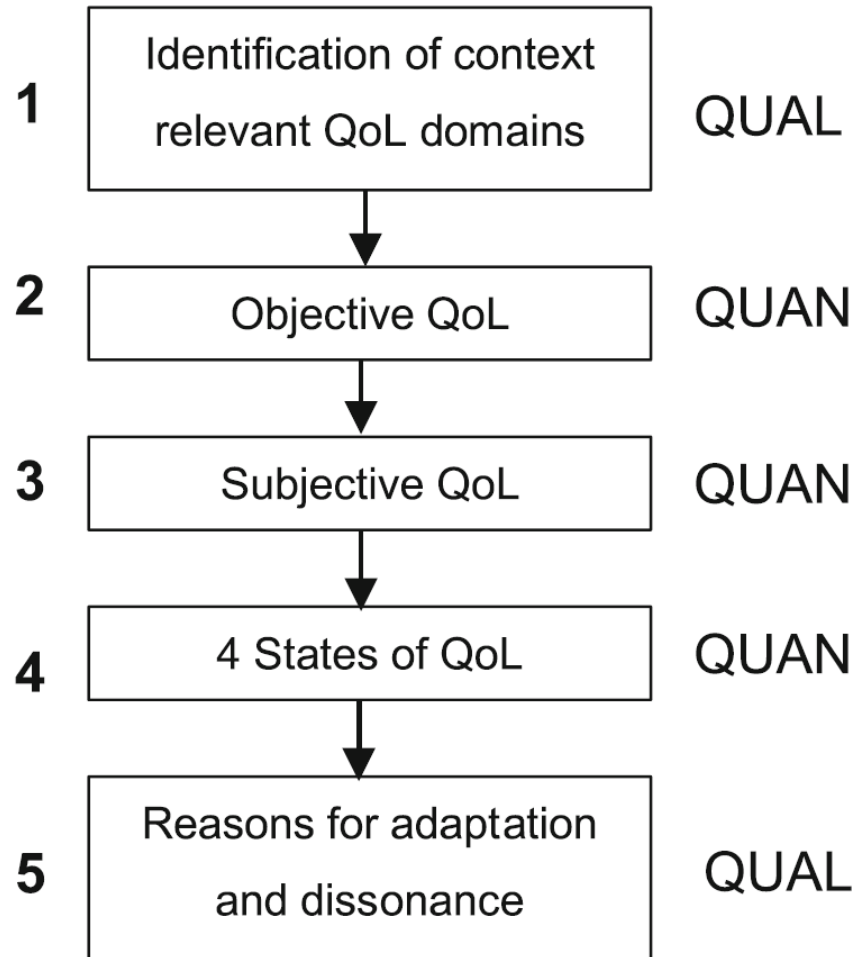 1
Identification of context
relevant QoL domains
QUAL
2
Objective QoL
QUAN
3
Subjective QoL
QUAN
4
4 States of QoL
QUAN
5
Reasons for adaptation
and dissonance
QUAL